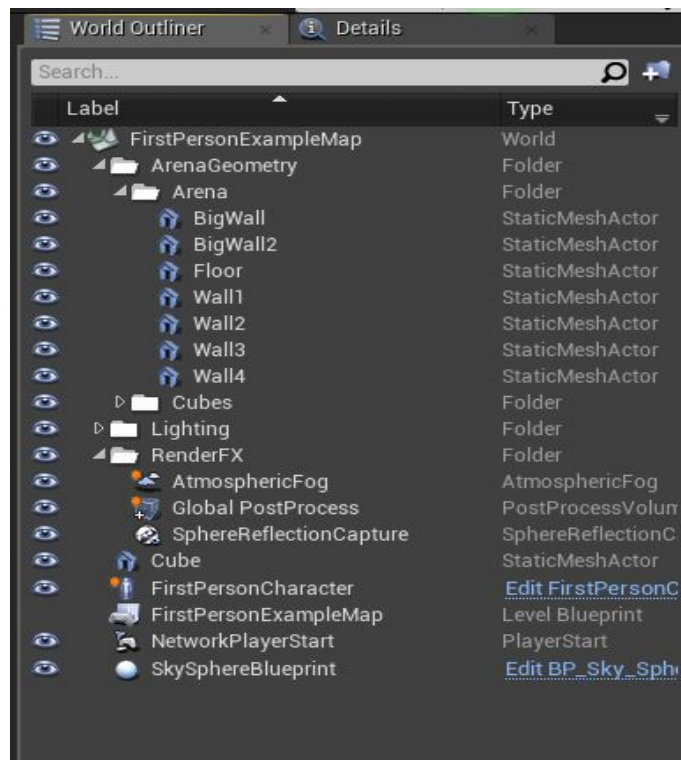 World Outliner Details
Search...
Label Type
FirstPersonExampleMap World
ArenaGeometry Folder
Arena Folder
BigWall StaticMeshActor
BigWall2 StaticMeshActor
Floor StaticMeshActor
Wall1 StaticMeshActor
Wall2 StaticMeshActor
Wall3 StaticMeshActor
Wall4 StaticMeshActor
Cubes Folder
Lighting Folder
RenderFX Folder
AtmosphericFog AtmosphericFog
Global PostProcess PostProcessVolum
SphereReflectionCapture SphereReflectionC
Cube StaticMeshActor
FirstPersonCharacter Edit FirstPersonC
FirstPersonExampleMap Level Blueprint
NetworkPlayerStart PlayerStart
SkySphereBlueprint Edit BP_Sky_Sph